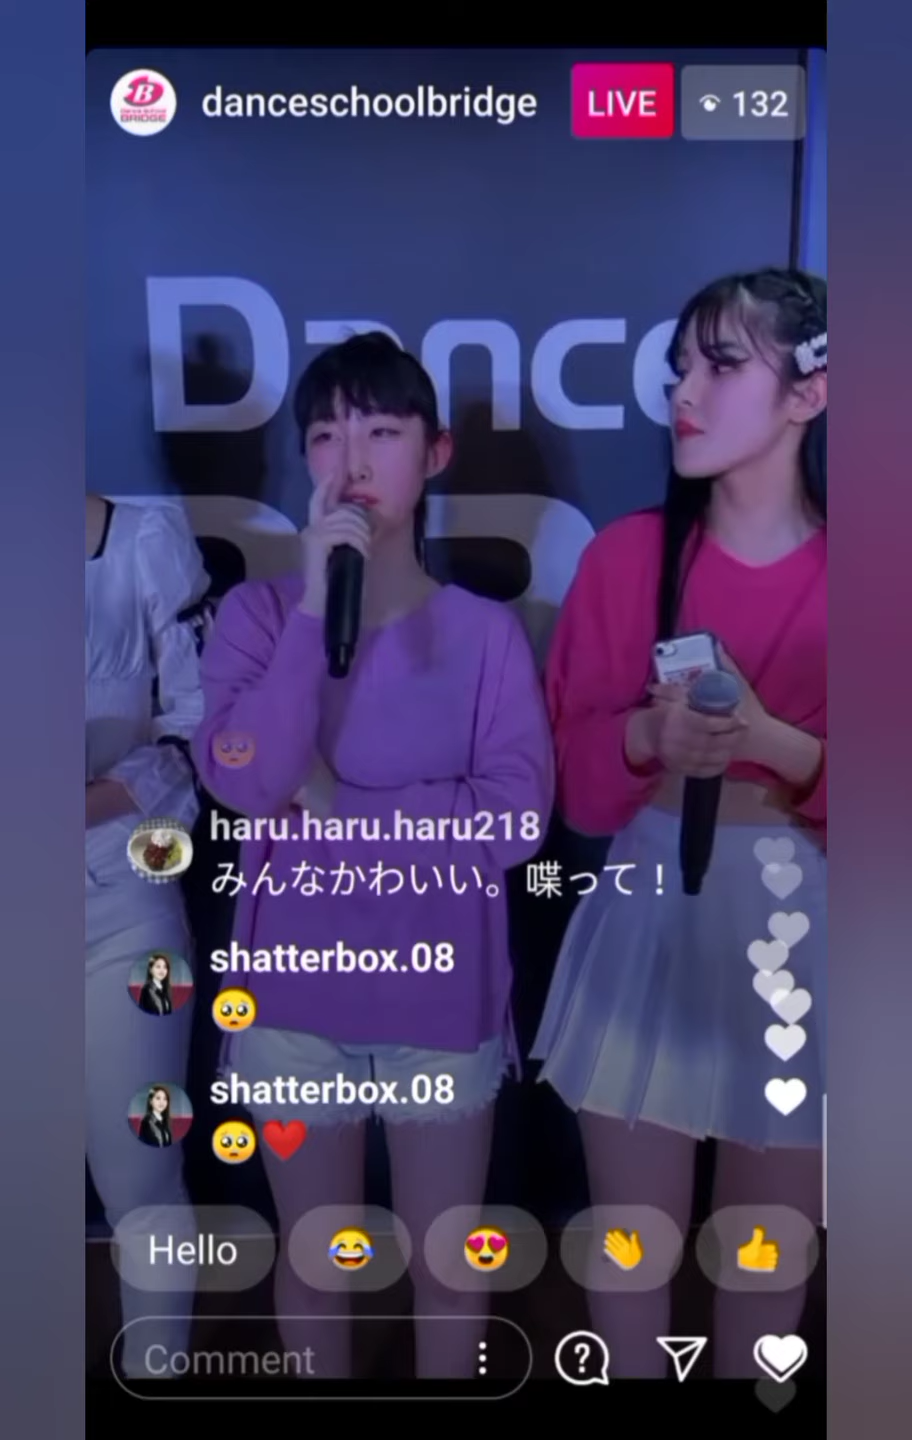 danceschoolbridge LIVE 132
B
BRIDGE
Dance
haru.haru.haru218
みんなかわいい。喋って！
shatterbox.08
🥺
shatterbox.08
🥺❤️
Hello 😂 😍 👏 👍
Comment